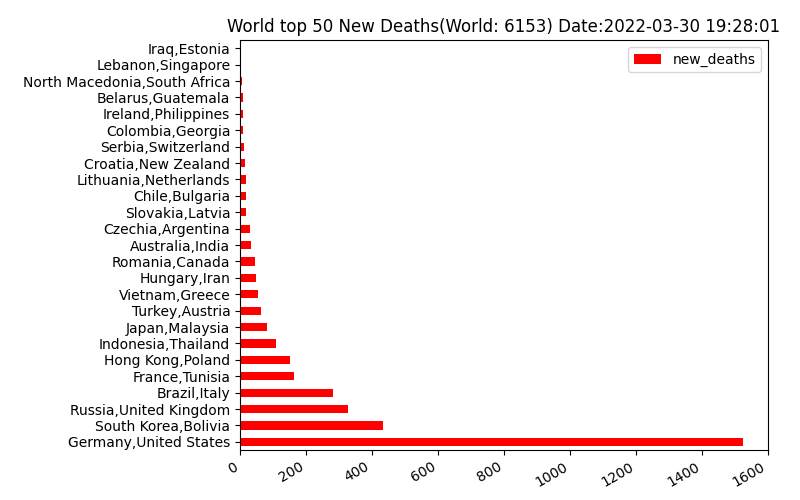 World top 50 New Deaths(World: 6153) Date:2022-03-30 19:28:01
new_deaths
Iraq,Estonia
Lebanon,Singapore
North Macedonia,South Africa
Belarus,Guatemala
Ireland,Philippines
Colombia,Georgia
Serbia,Switzerland
Croatia,New Zealand
Lithuania,Netherlands
Chile,Bulgaria
Slovakia,Latvia
Czechia,Argentina
Australia,India
Romania,Canada
Hungary,Iran
Vietnam,Greece
Turkey,Austria
Japan,Malaysia
Indonesia,Thailand
Hong Kong,Poland
France,Tunisia
Brazil,Italy
Russia,United Kingdom
South Korea,Bolivia
Germany,United States
0 200 400 600 800 1000 1200 1400 1600